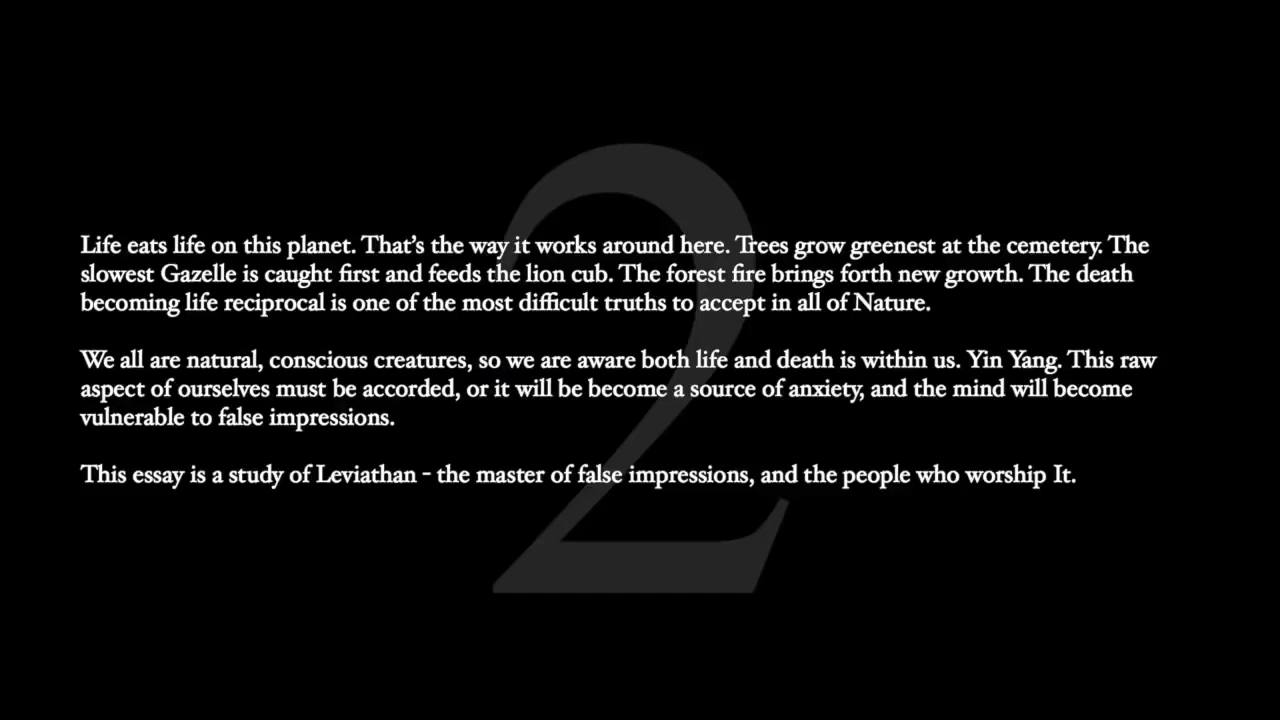 2
Life eats life on this planet. That’s the way it works around here. Trees grow greenest at the cemetery. The
slowest Gazelle is caught first and feeds the lion cub. The forest fire brings forth new growth. The death
becoming life reciprocal is one of the most difficult truths to accept in all of Nature.
We all are natural, conscious creatures, so we are aware both life and death is within us. Yin Yang. This raw
aspect of ourselves must be accorded, or it will be become a source of anxiety, and the mind will become
vulnerable to false impressions.
This essay is a study of Leviathan - the master of false impressions, and the people who worship It.